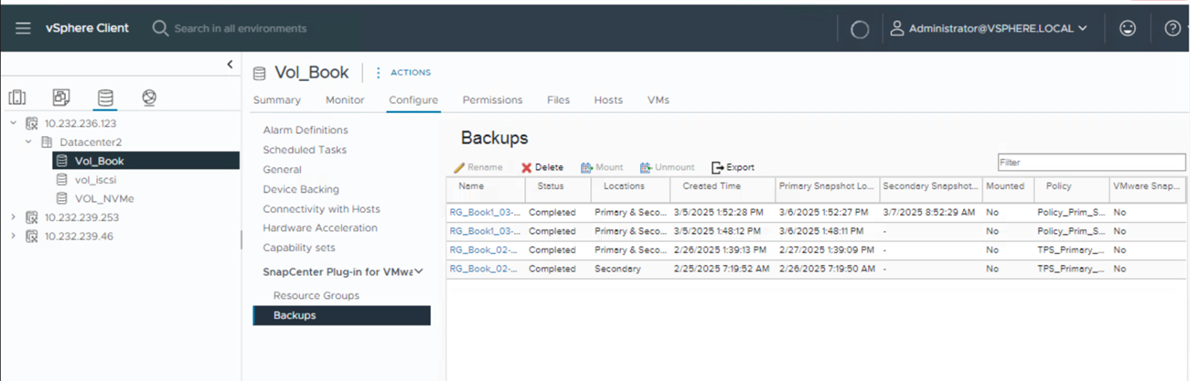 vSphere Client Search in all environments Administrator@VSPHERE.LOCAL
Vol_Book ACTIONS
Summary Monitor Configure Permissions Files Hosts VMs
10.232.236.123
Datacenter2
Vol_Book
vol_iscsi
VOL_NVMe
10.232.239.253
10.232.239.46
Alarm Definitions
Scheduled Tasks
General
Device Backing
Connectivity with Hosts
Hardware Acceleration
Capability sets
SnapCenter Plug-in for VMwa
Resource Groups
Backups
Backups
Rename Delete Mount Unmount Export Filter
Name Status Locations Created Time Primary Snapshot Lo... Secondary Snapshot... Mounted Policy VMware Snap...
RG_Book1_03-... Completed Primary & Seco... 3/5/2025 1:52:28 PM 3/6/2025 1:52:27 PM 3/7/2025 8:52:29 AM No Policy_Prim_S... No
RG_Book1_03-... Completed Primary & Seco... 3/5/2025 1:48:12 PM 3/6/2025 1:48:11 PM - No Policy_Prim_S... No
RG_Book_02-... Completed Primary & Seco... 2/26/2025 1:39:13 PM 2/27/2025 1:39:09 PM - No TPS_Primary_... No
RG_Book_02-... Completed Secondary 2/25/2025 7:19:52 AM 2/26/2025 7:19:50 AM - No TPS_Primary_... No